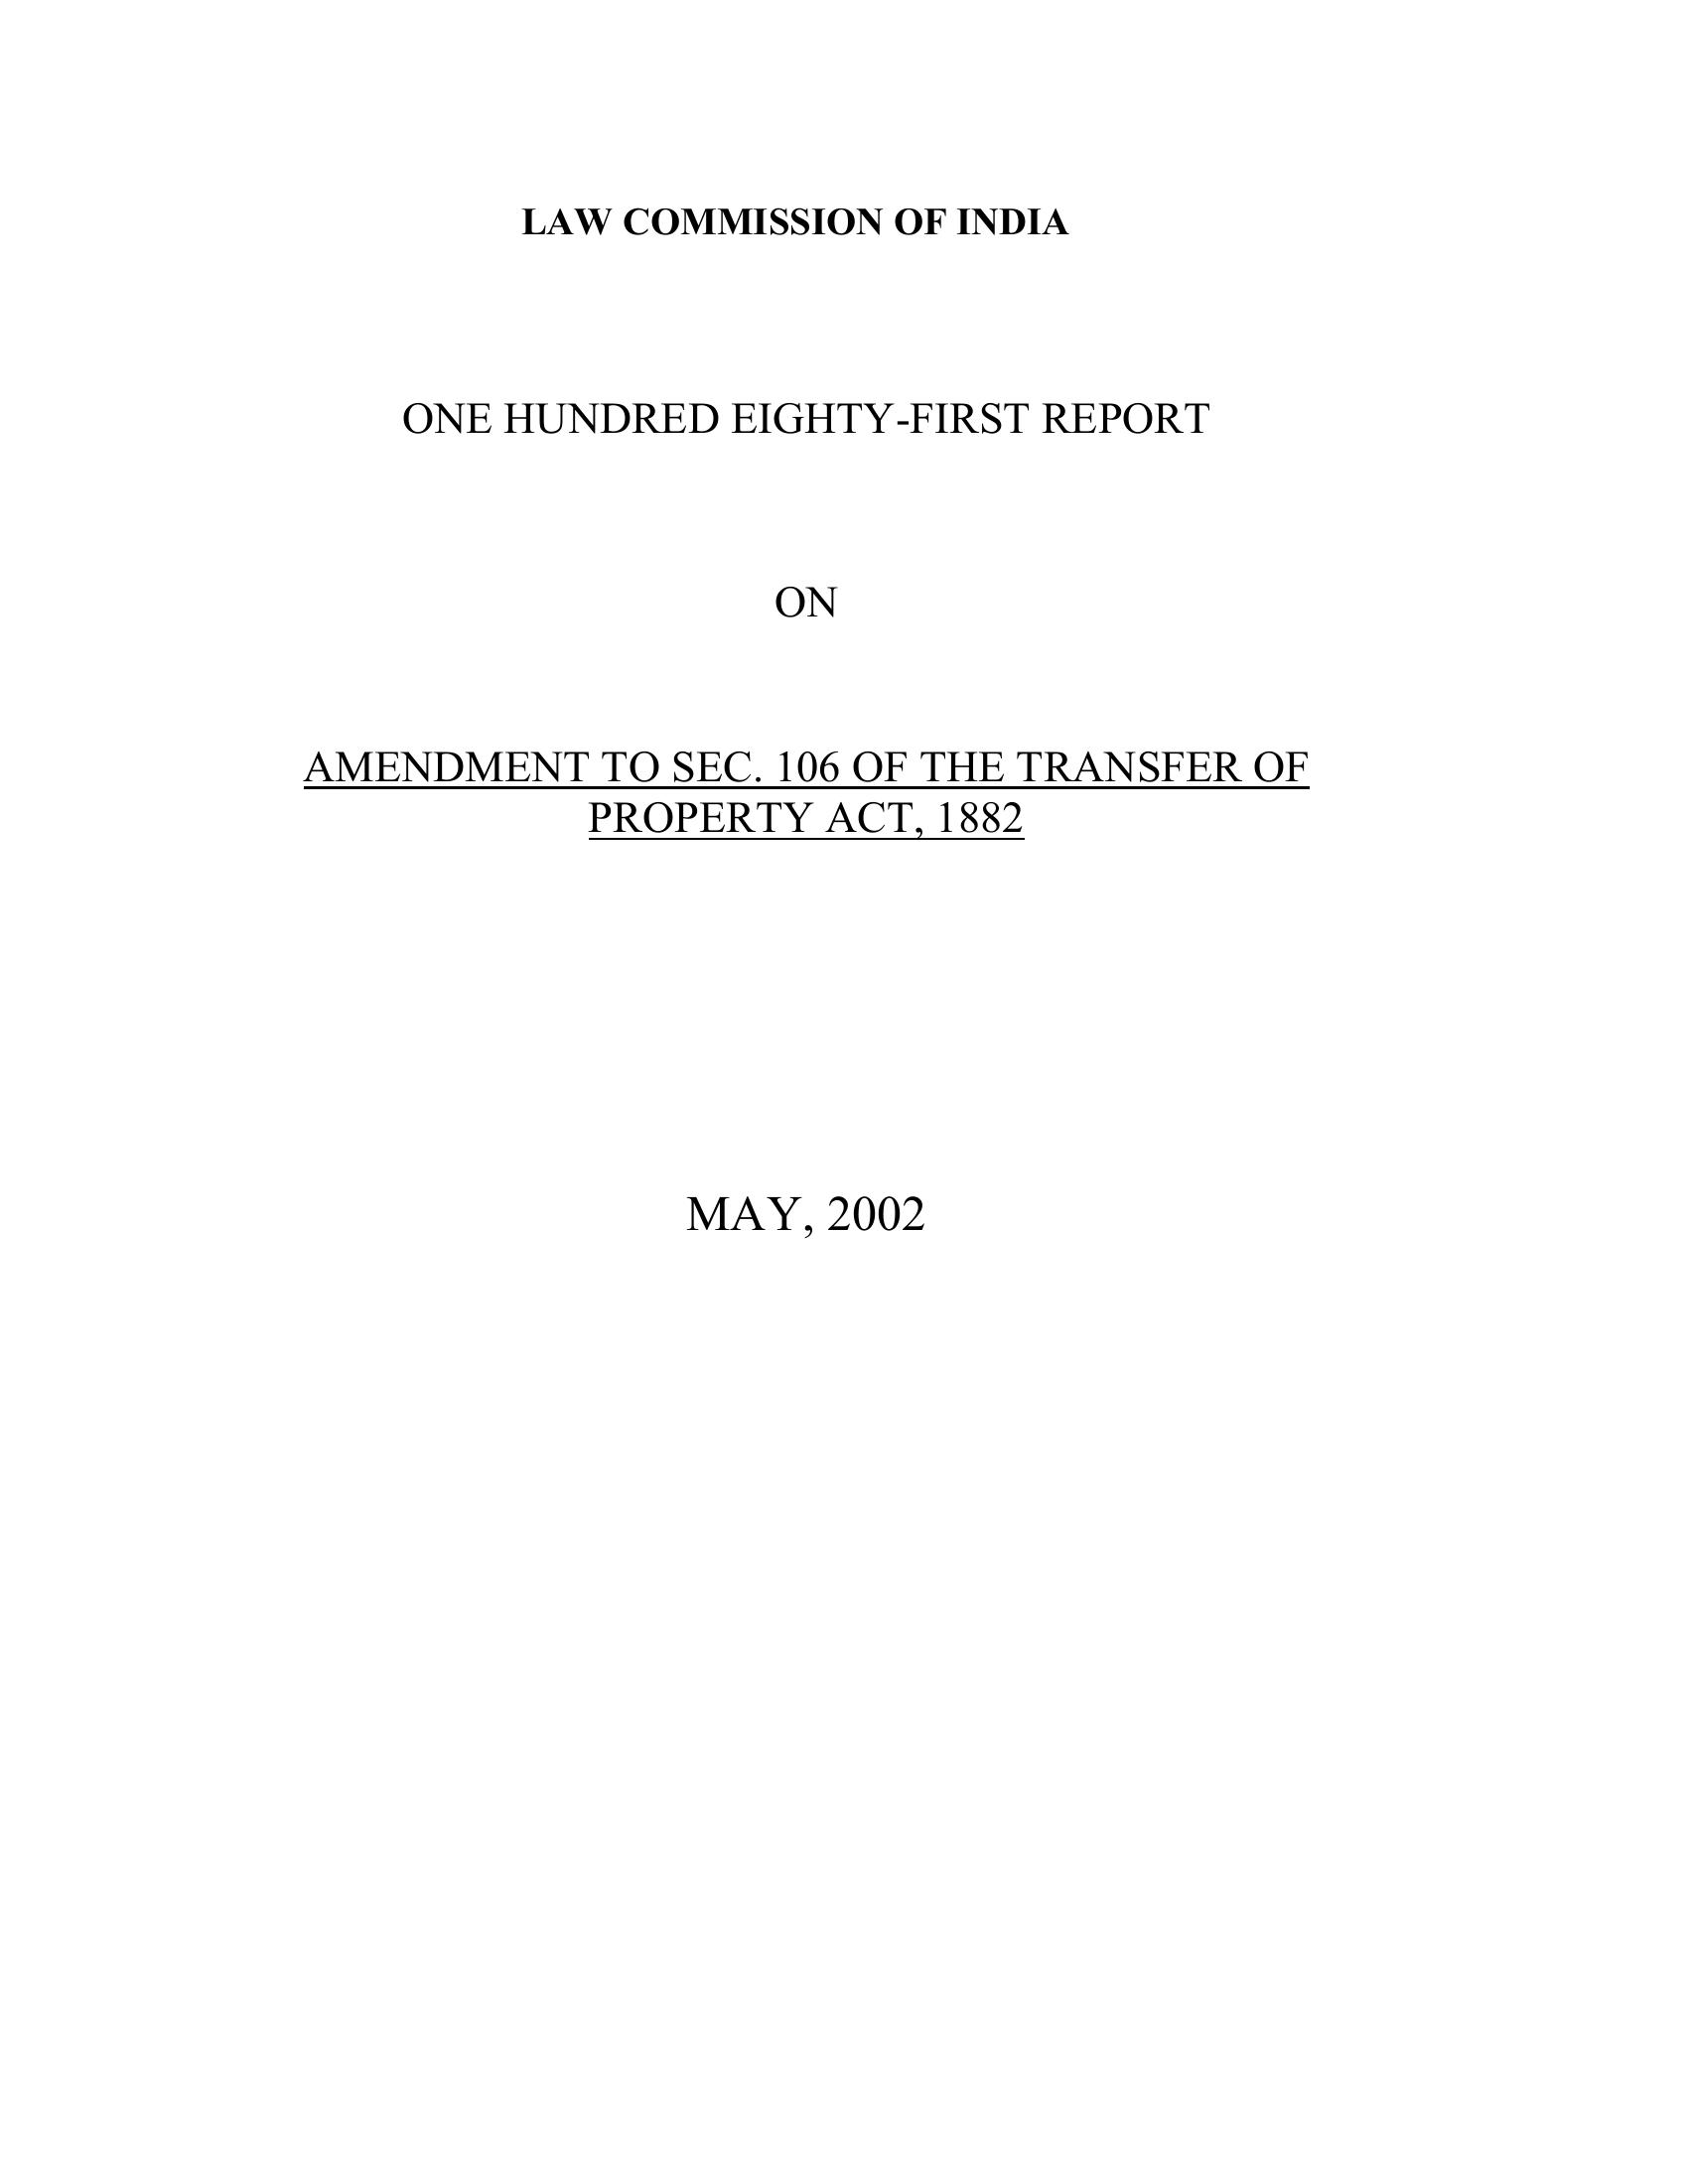 LAW COMMISSION OF INDIA
ONE HUNDRED EIGHTY-FIRST REPORT
ON
AMENDMENT TO SEC. 106 OF THE TRANSFER OF
PROPERTY ACT, 1882
MAY, 2002